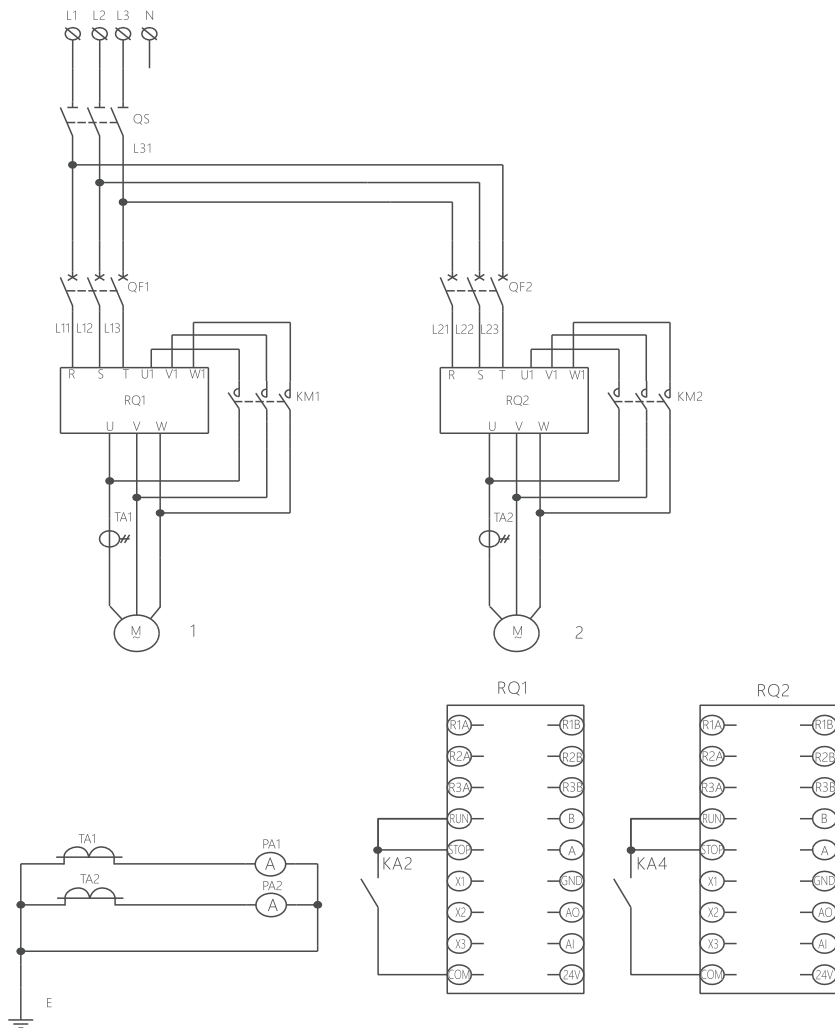 L1 L2 L3 N
QS
L31
QF1 QF2
L11 L12 L13 L21 L22 L23
R S T U1 V1 W1 R S T U1 V1 W1
RQ1 KM1 RQ2 KM2
U V W U V W
TA1 TA2
M
~ 1 M
~ 2
RQ1 RQ2
R1A R1B R1A R1B
R2A R2B R2A R2B
R3A R3B R3A R3B
RUN B RUN B
TA1 PA1
A
STOP A STOP A
KA2 KA4
TA2 PA2
A
X1 GND X1 GND
X2 AO X2 AO
X3 AI X3 AI
COM 24V COM 24V
E